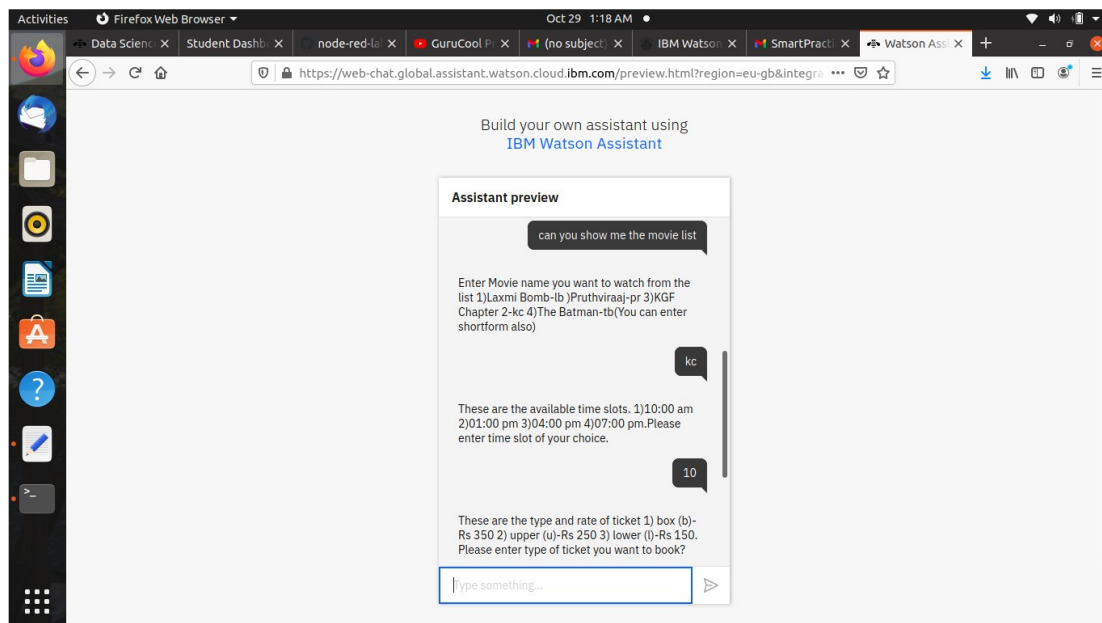 Activities Firefox Web Browser Oct 29 1:18 AM
Data Scienc Student Dashb node-red-la GuruCool P (no subject) IBM Watson SmartPracti Watson Ass
https://web-chat.global.assistant.watson.cloud.ibm.com/preview.html?region=eu-gb&integra
Build your own assistant using
IBM Watson Assistant
Assistant preview
can you show me the movie list
Enter Movie name you want to watch from the
list 1)Laxmi Bomb-lb )Pruthviraaj-pr 3)KGF
Chapter 2-kc 4)The Batman-tb(You can enter
shortform also)
kc
These are the available time slots. 1)10:00 am
2)01:00 pm 3)04:00 pm 4)07:00 pm.Please
enter time slot of your choice.
10
These are the type and rate of ticket 1) box (b)-
Rs 350 2) upper (u)-Rs 250 3) lower (l)-Rs 150.
Please enter type of ticket you want to book?
Type something...